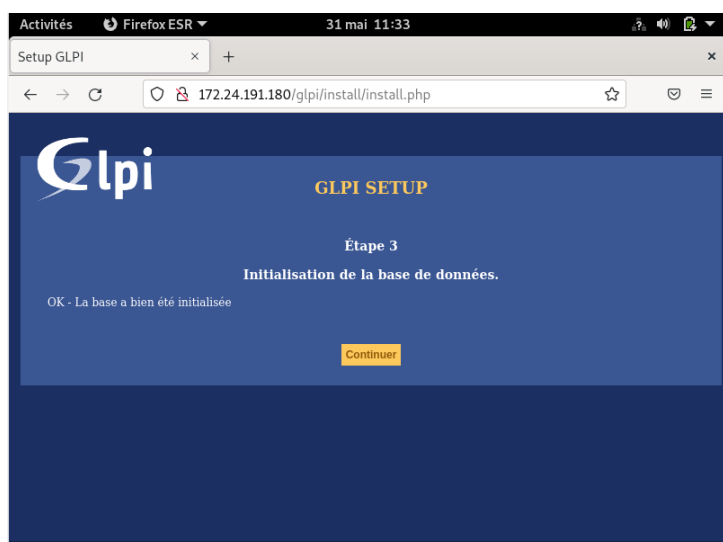 Activités Firefox ESR 31 mai 11:33
Setup GLPI
172.24.191.180/glpi/install/install.php
Glpi
GLPI SETUP
Étape 3
Initialisation de la base de données.
OK - La base a bien été initialisée
Continuer